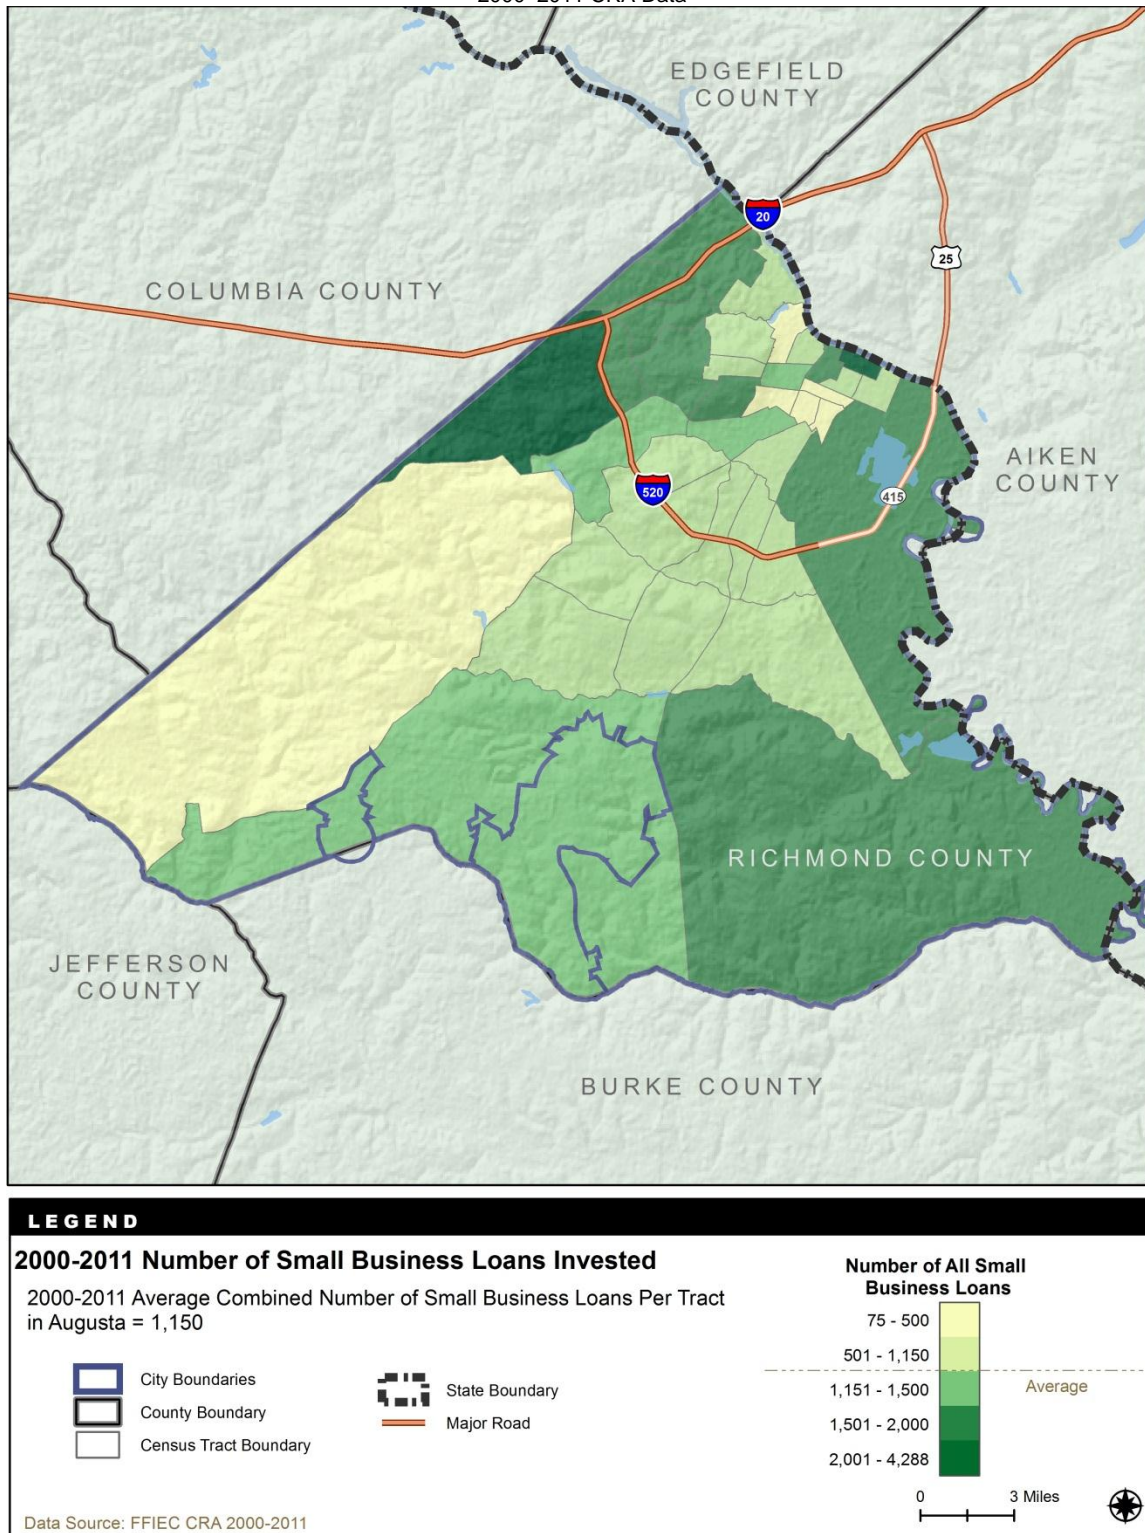 2000–2011 CRA Data
EDGEFIELD
COUNTY
20
25
COLUMBIA COUNTY
AIKEN
COUNTY
520
415
RICHMOND COUNTY
JEFFERSON
COUNTY
BURKE COUNTY
LEGEND
2000-2011 Number of Small Business Loans Invested
2000-2011 Average Combined Number of Small Business Loans Per Tract
in Augusta = 1,150
City Boundaries
County Boundary
Census Tract Boundary
State Boundary
Major Road
Number of All Small
Business Loans
75 - 500
501 - 1,150
Average
1,151 - 1,500
1,501 - 2,000
2,001 - 4,288
0 3 Miles
Data Source: FFIEC CRA 2000-2011